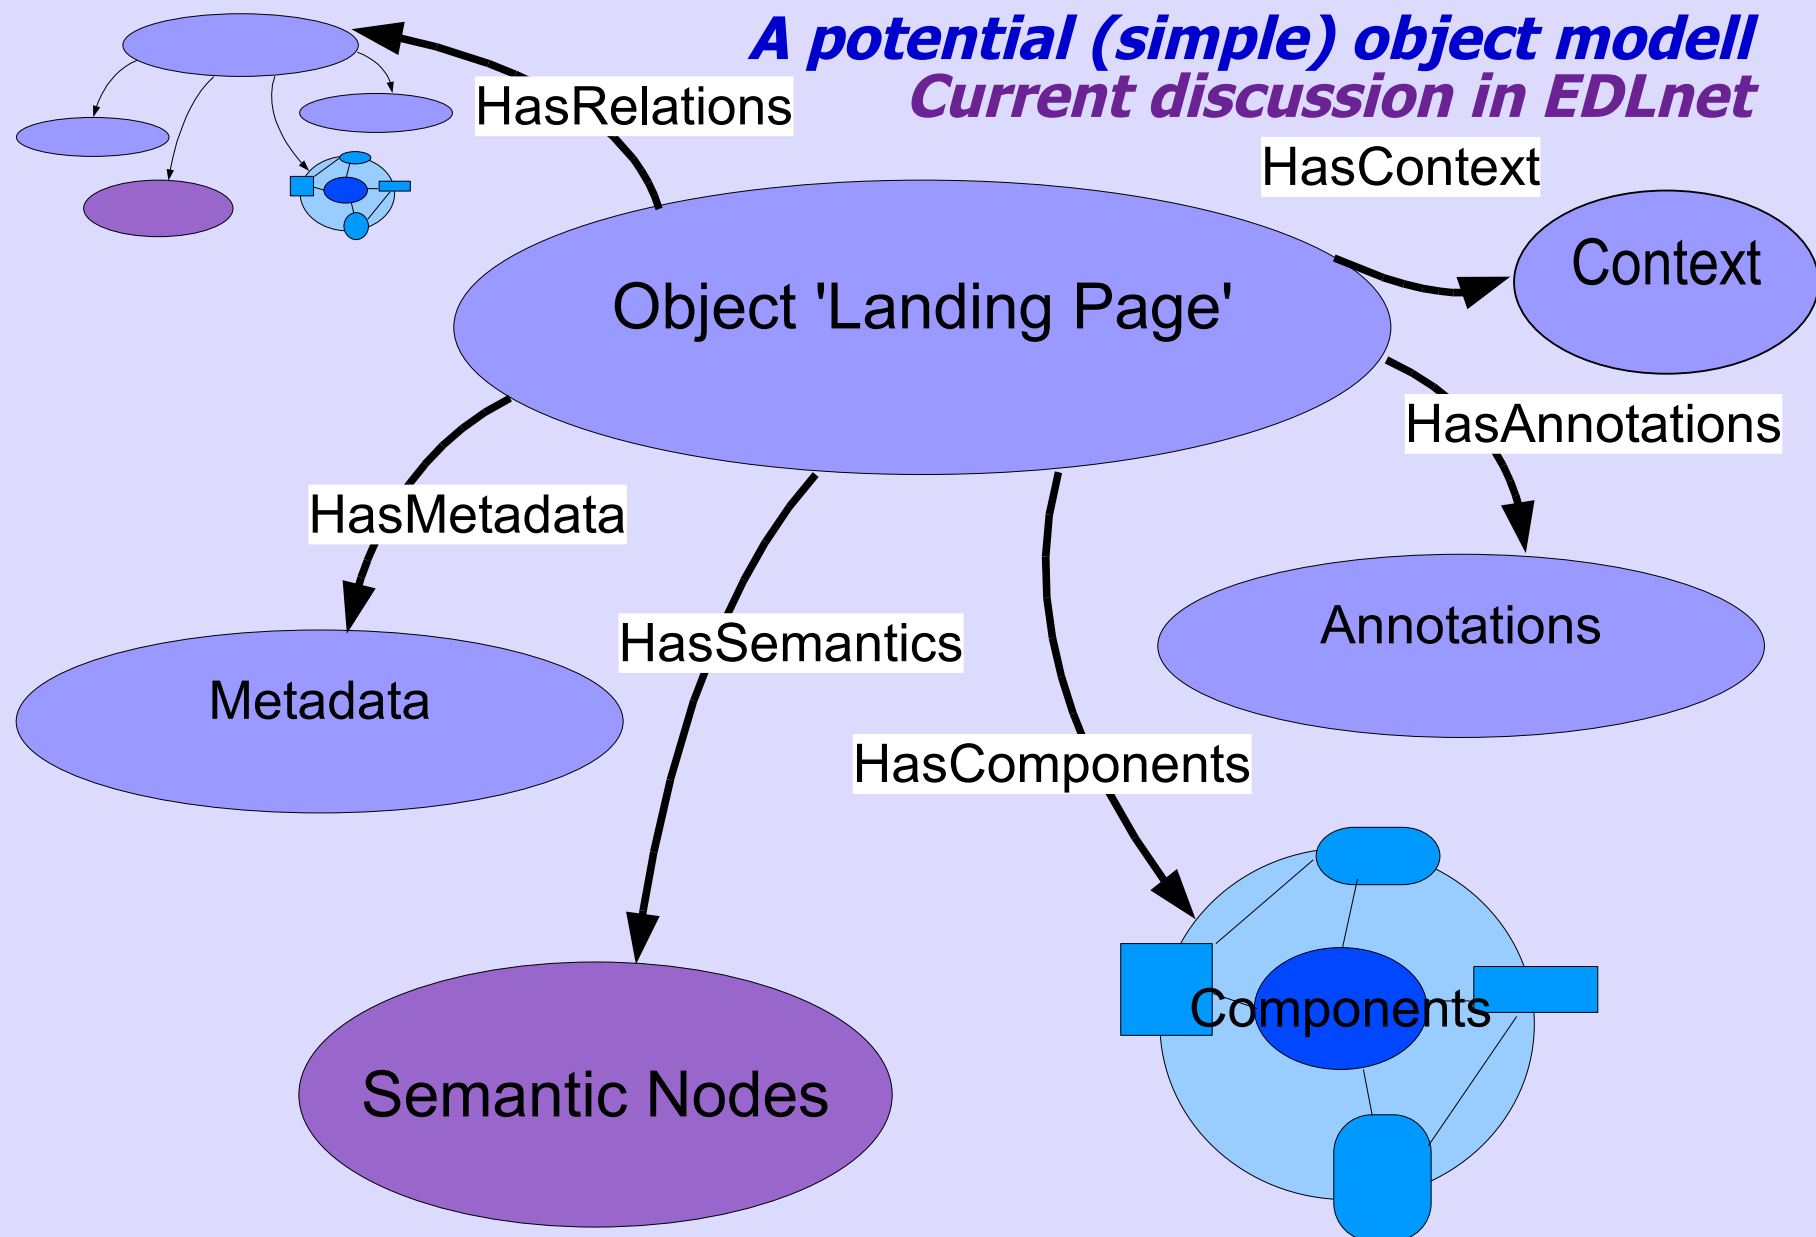 A potential (simple) object modell
Current discussion in EDLnet
HasRelations
HasContext
Context
Object 'Landing Page'
HasAnnotations
HasMetadata
Annotations
HasSemantics
Metadata
HasComponents
Components
Semantic Nodes